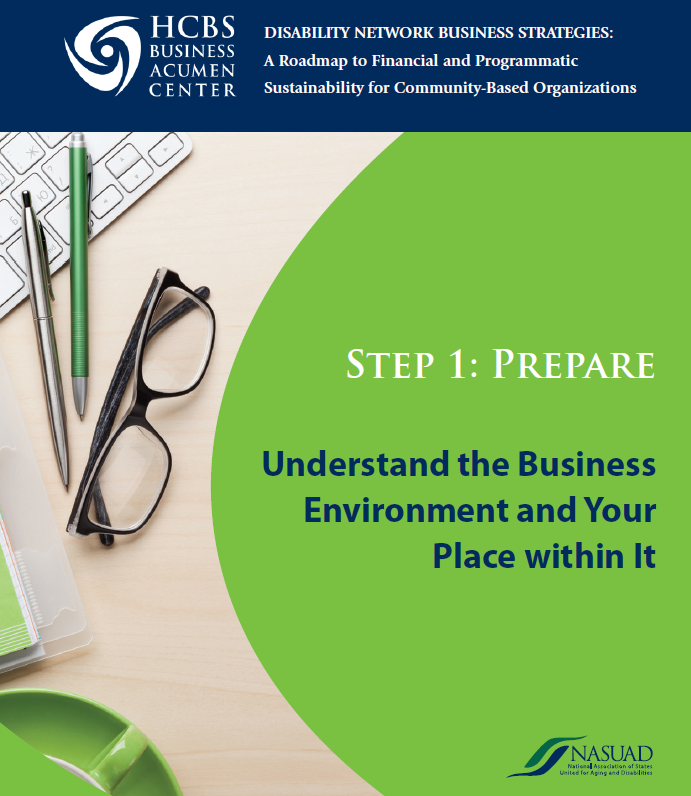 HCBS
BUSINESS
ACUMEN
CENTER
DISABILITY NETWORK BUSINESS STRATEGIES:
A Roadmap to Financial and Programmatic
Sustainability for Community-Based Organizations
STEP 1: PREPARE
Understand the Business
Environment and Your
Place within It
NASUAD
National Association of States
United for Aging and Disabilities